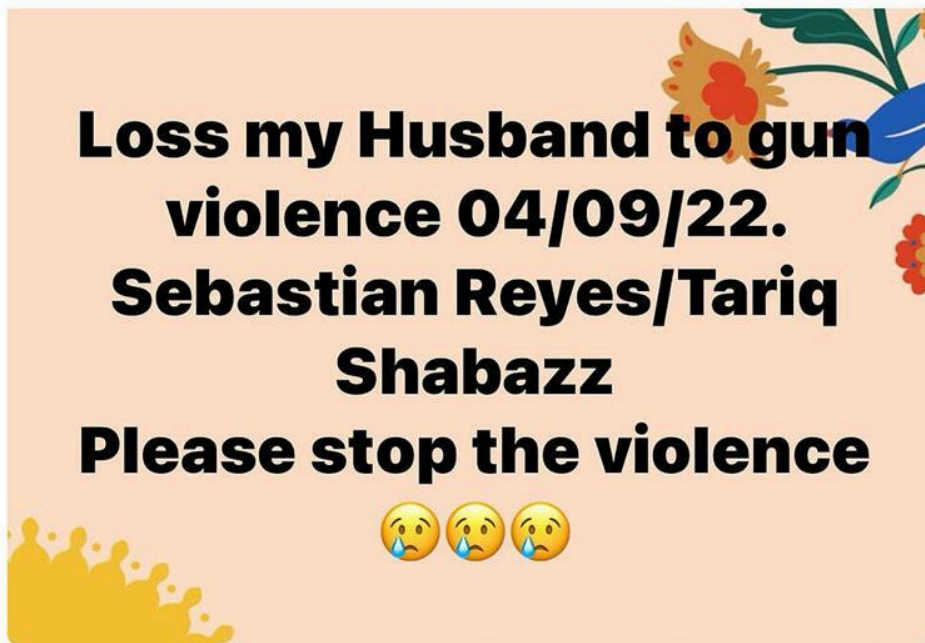 Loss my Husband to gun
violence 04/09/22.
Sebastian Reyes/Tariq
Shabazz
Please stop the violence
😢😢😢